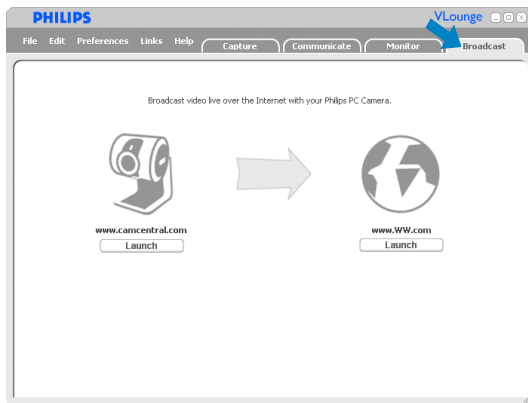 PHILIPS VLounge
File Edit Preferences Links Help Capture Communicate Monitor Broadcast
Broadcast video live over the Internet with your Philips PC Camera.
www.camcentral.com www.WW.com
Launch Launch